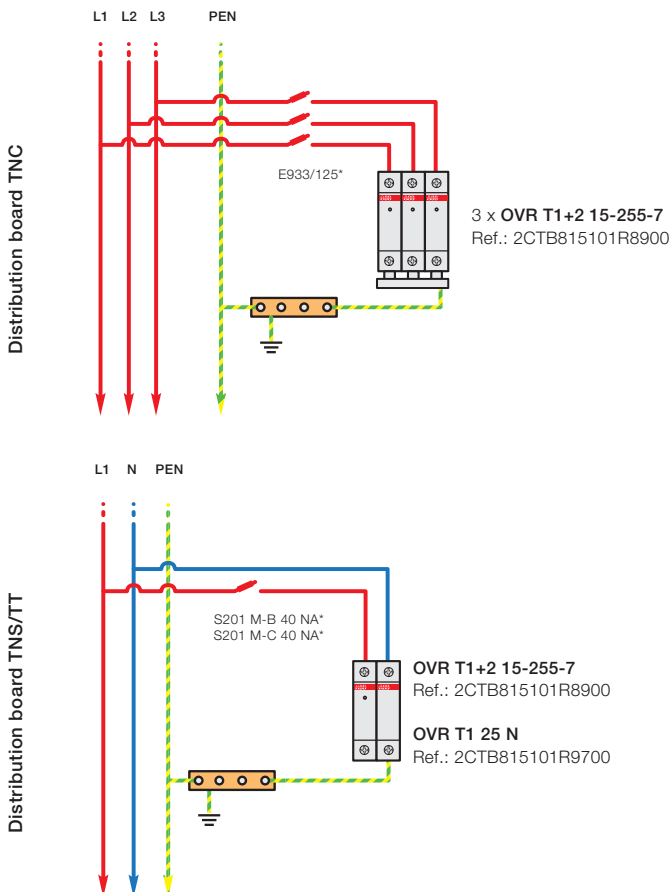 L1 L2 L3 PEN
Distribution board TNC
E933/125*
3 x OVR T1+2 15-255-7
Ref.: 2CTB815101R8900
L1 N PEN
Distribution board TNS/TT
S201 M-B 40 NA*
S201 M-C 40 NA*
OVR T1+2 15-255-7
Ref.: 2CTB815101R8900
OVR T1 25 N
Ref.: 2CTB815101R9700